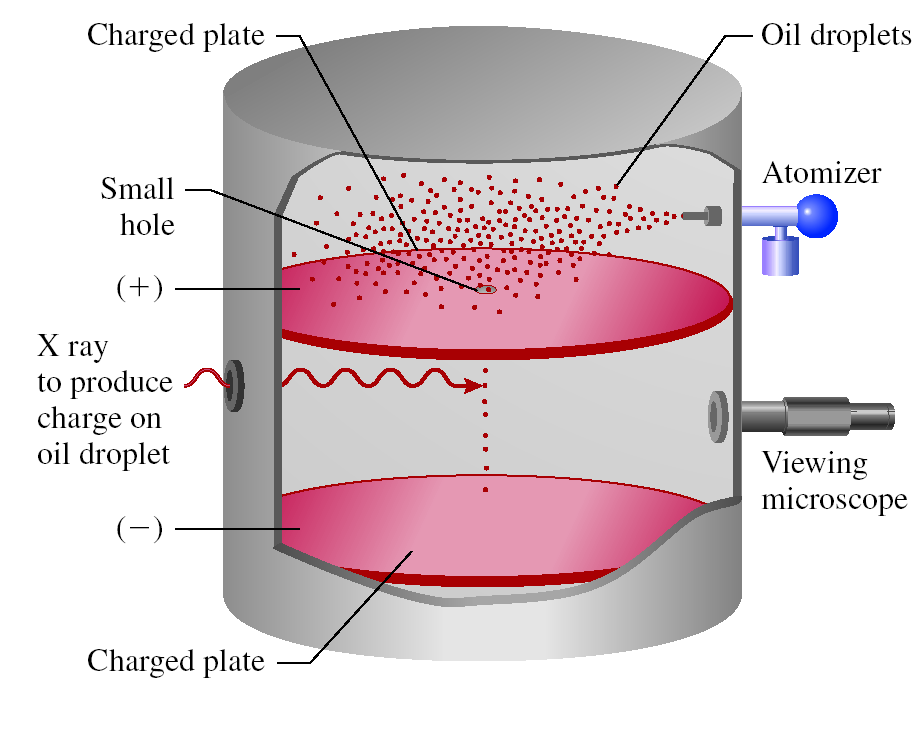 Charged plate
Oil droplets
Small
hole
Atomizer
(+)
X ray
to produce
charge on
oil droplet
Viewing
microscope
(−)
Charged plate